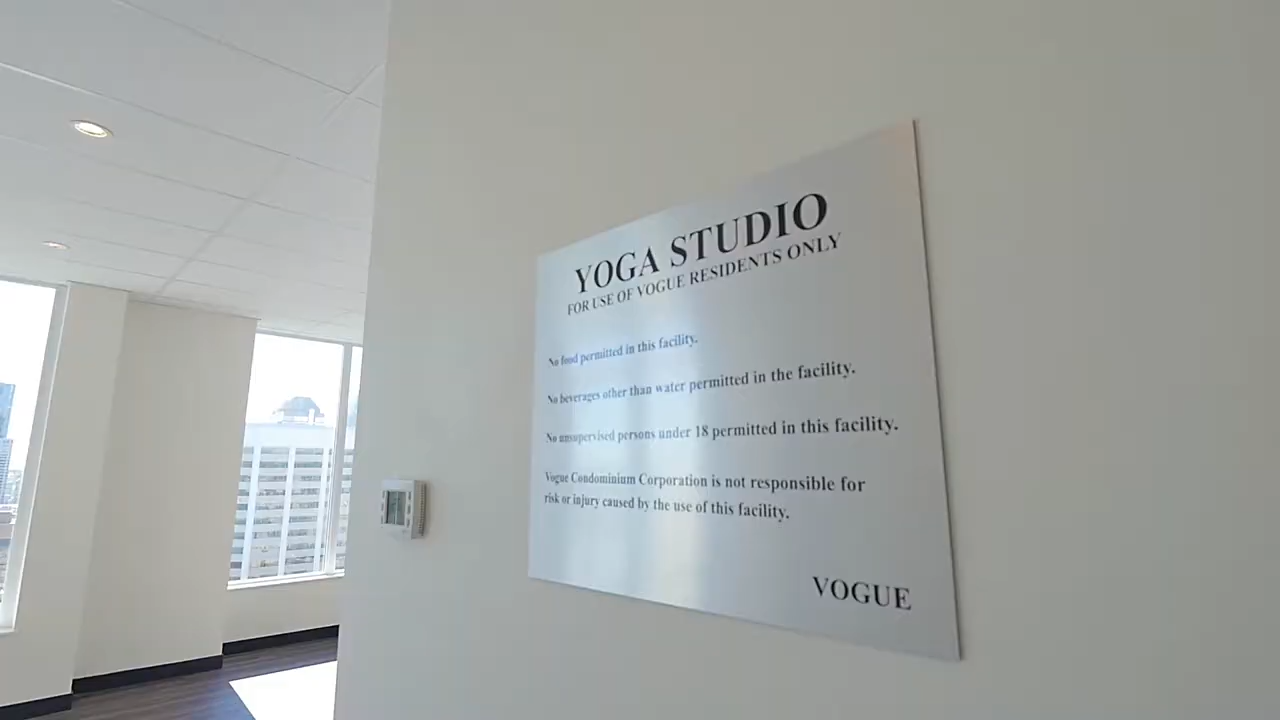 YOGA STUDIO
FOR USE OF VOGUE RESIDENTS ONLY
No food permitted in this facility.
No beverages other than water permitted in the facility.
No unsupervised persons under 18 permitted in this facility.
Vogue Condominium Corporation is not responsible for
risk or injury caused by the use of this facility.
VOGUE